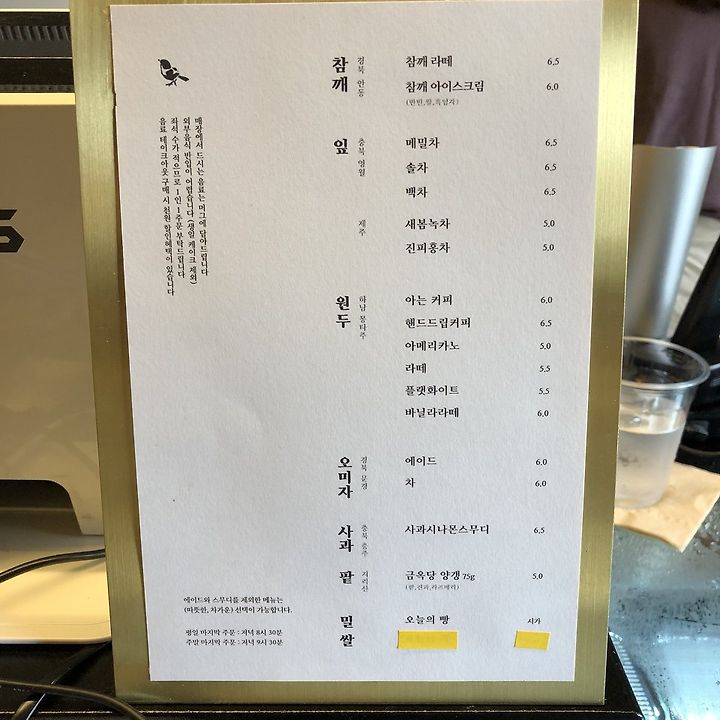 참깨
경북 안동
참깨 라떼 6,5
참깨 아이스크림 6,0
매장에서 드시는 음료는 머그에 담아드립니다
외부음식 반입이 어렵습니다 (생일 케이크 제외)
좌석 수가 적으므로 1인 1주문 부탁드립니다
음료 테이크아웃 구매 시 천원 할인혜택이 있습니다
잎
충북 영월
메밀차 6,5
솔차 6,5
백차 6,5
제주
새봄녹차 5,0
진피홍차 5,0
원두
하남 몽타주
아는 커피 6,0
핸드드립커피 6,5
아메리카노 5,0
라떼 5,5
플랫화이트 5,5
바닐라라떼 6,0
오미자
경북 문경
에이드 6,0
차 6,0
사과
충북 충주
사과시나몬스무디 6,5
팥
지리산
금옥당 양갱 75g 5,0
밀
쌀
오늘의 빵 시가
에이드와 스무디를 제외한 메뉴는
(따뜻한, 차가운) 선택이 가능합니다.
평일 마지막 주문 : 저녁 8시 30분
주말 마지막 주문 : 저녁 9시 30분